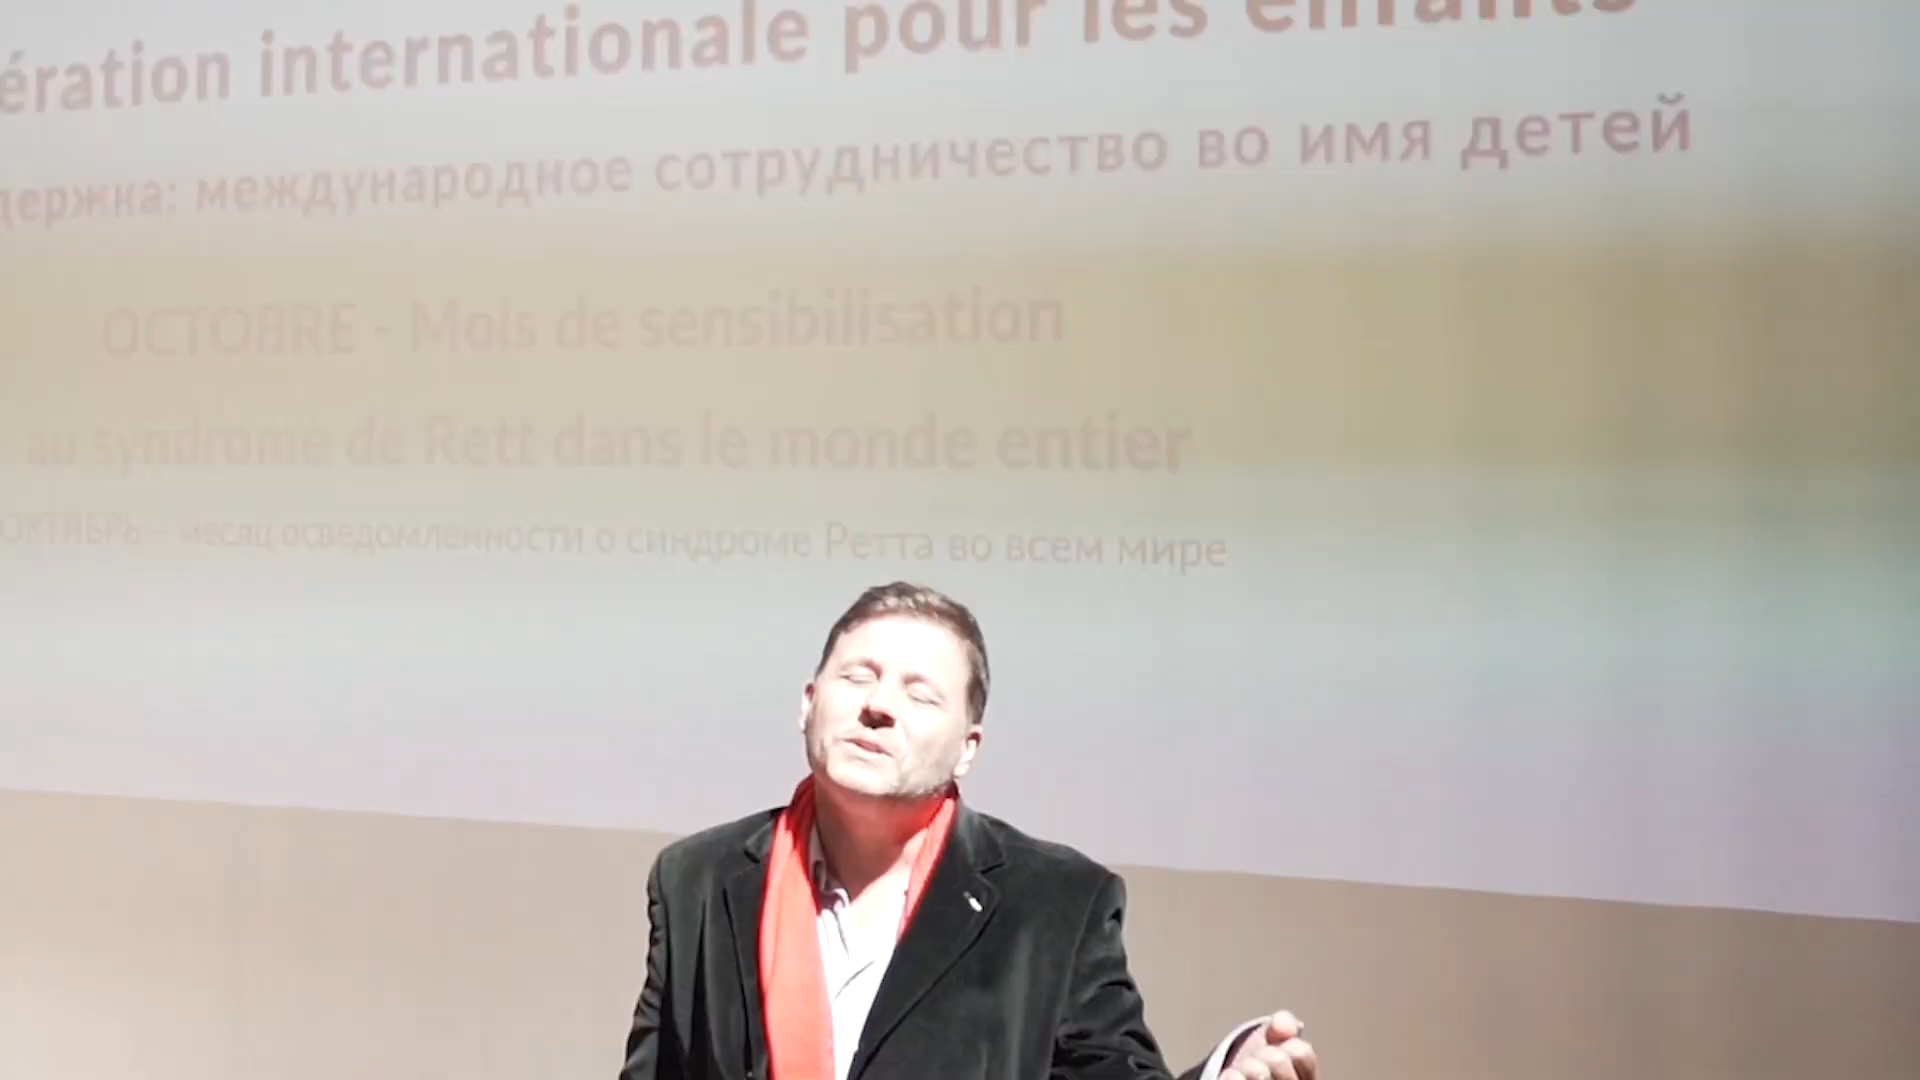 ération internationale pour les enfants
держка: международное сотрудничество во имя детей
OCTOBRE - Mois de sensibilisation
au syndrome de Rett dans le monde entier
ОКТЯБРЬ - месяц осведомленности о синдроме Ретта во всем мире